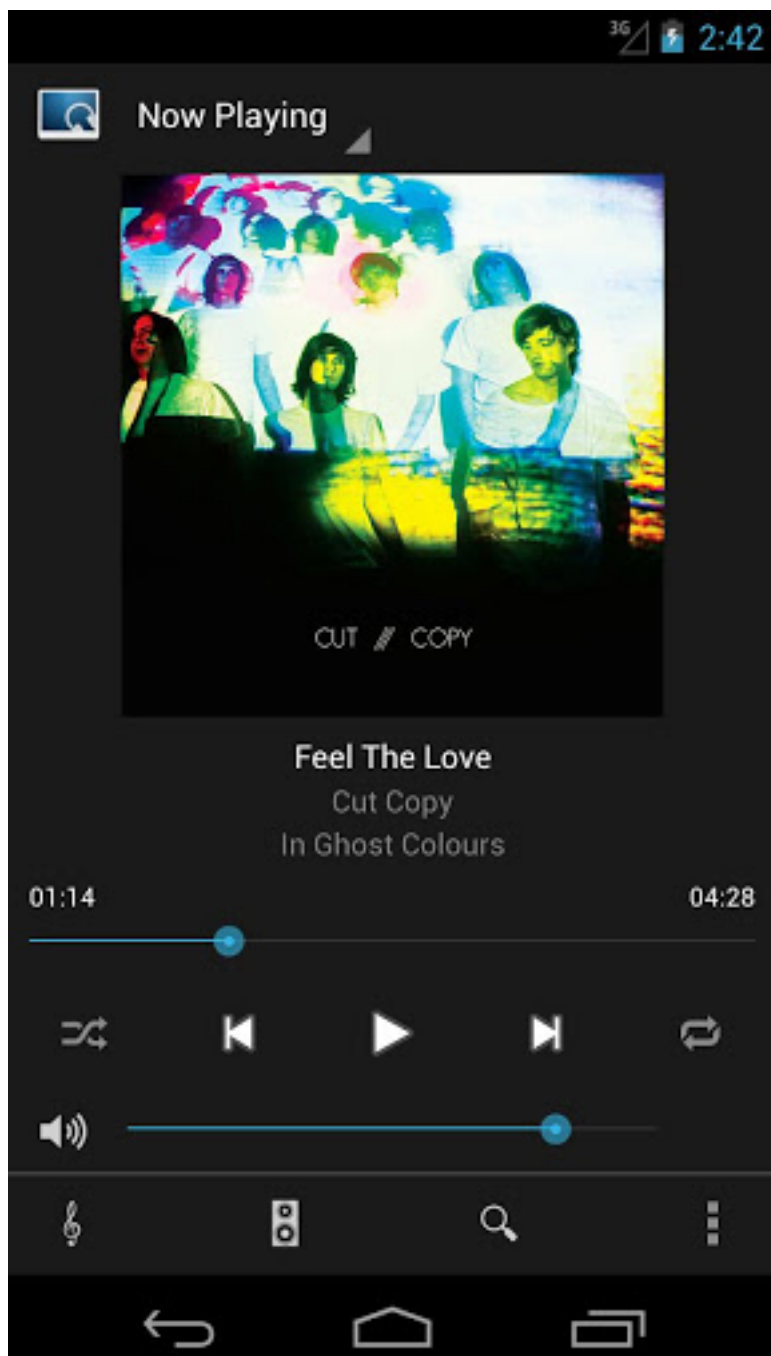 3G 2:42
Now Playing
CUT /// COPY
Feel The Love
Cut Copy
In Ghost Colours
01:14 04:28